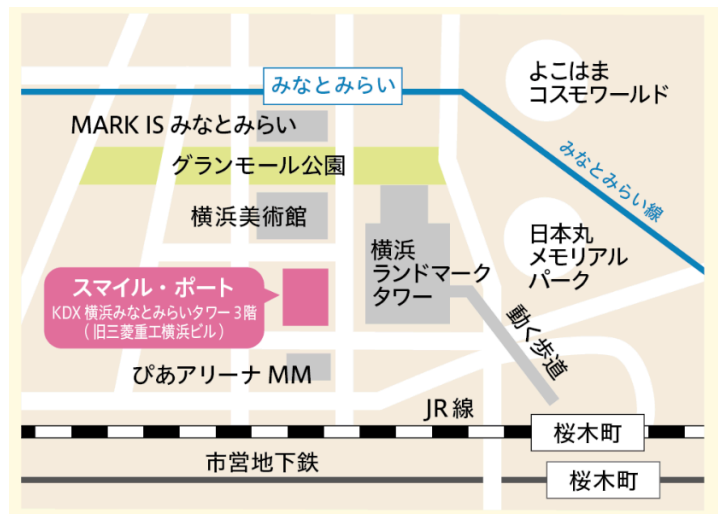 みなとみらい
よこはま
コスモワールド
MARK IS みなとみらい
みなとみらい線
グランモール公園
横浜美術館
横浜
ランドマーク
タワー
日本丸
メモリアル
パーク
スマイル・ポート
KDX 横浜みなとみらいタワー 3階
( 旧三菱重工横浜ビル )
動く歩道
ぴあアリーナ MM
JR 線
桜木町
市営地下鉄
桜木町